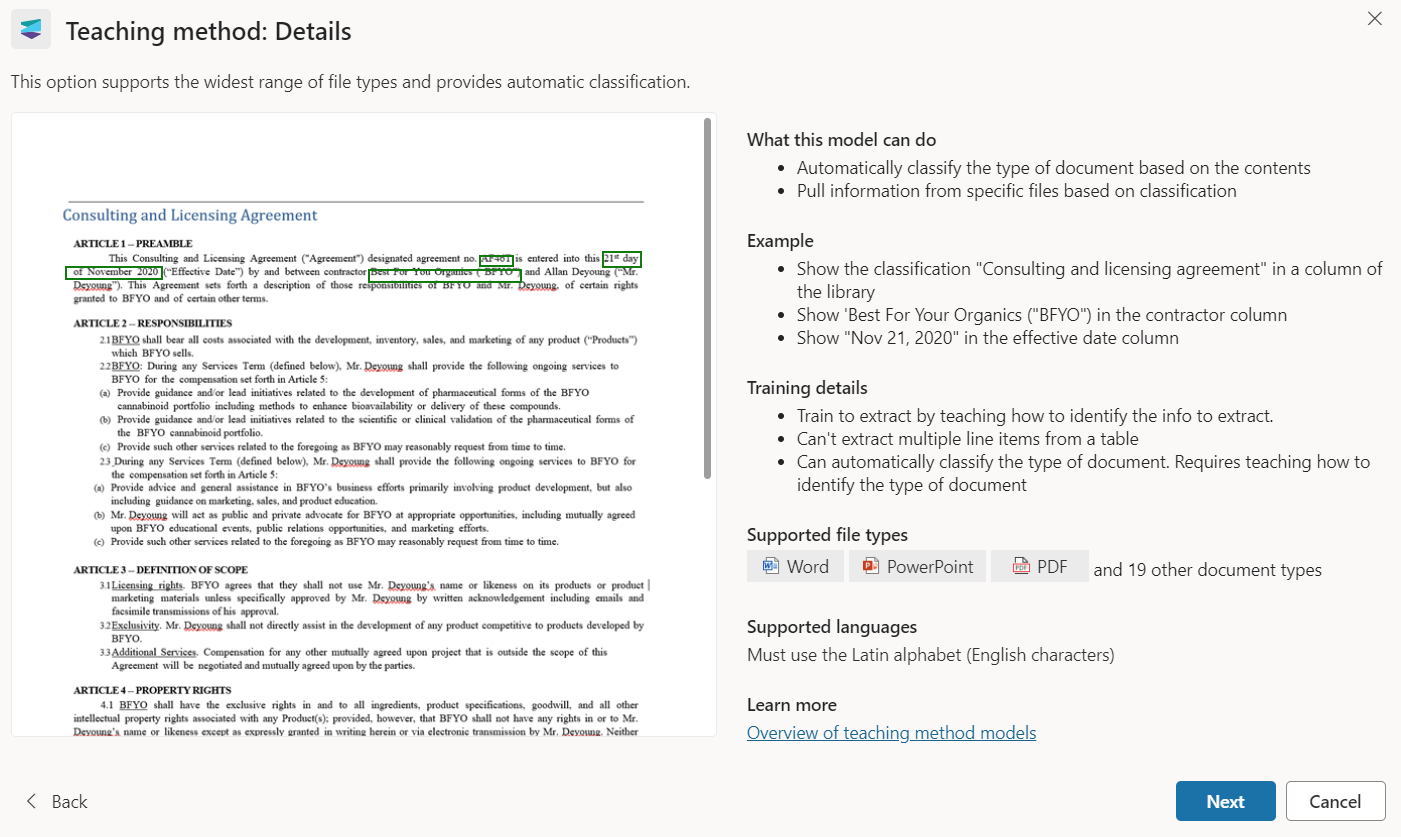 Teaching method: Details
This option supports the widest range of file types and provides automatic classification.
Consulting and Licensing Agreement
ARTICLE 1 – PREAMBLE
This Consulting and Licensing Agreement ("Agreement") designated agreement no. AF461 is entered into this 21st day
of November 2020 ("Effective Date") by and between contractor Best For You Organics ("BFYO") and Allan Deyoung ("Mr.
Deyoung"). This Agreement sets forth a description of those responsibilities of BFYO and Mr. Deyoung, of certain rights
granted to BFYO and of certain other terms.
ARTICLE 2 – RESPONSIBILITIES
2.1 BFYO shall bear all costs associated with the development, inventory, sales, and marketing of any product ("Products")
which BFYO sells.
2.2 BFYO: During any Services Term (defined below), Mr. Deyoung shall provide the following ongoing services to
BFYO for the compensation set forth in Article 5:
(a) Provide guidance and/or lead initiatives related to the development of pharmaceutical forms of the BFYO
cannabinoid portfolio including methods to enhance bioavailability or delivery of these compounds.
(b) Provide guidance and/or lead initiatives related to the scientific or clinical validation of the pharmaceutical forms of
the BFYO cannabinoid portfolio.
(c) Provide such other services related to the foregoing as BFYO may reasonably request from time to time.
2.3 During any Services Term (defined below), Mr. Deyoung shall provide the following ongoing services to BFYO for
the compensation set forth in Article 5:
(a) Provide advice and general assistance in BFYO's business efforts primarily involving product development, but also
including guidance on marketing, sales, and product education.
(b) Mr. Deyoung will act as public and private advocate for BFYO at appropriate opportunities, including mutually agreed
upon BFYO educational events, public relations opportunities, and marketing efforts.
(c) Provide such other services related to the foregoing as BFYO may reasonably request from time to time.
ARTICLE 3 – DEFINITION OF SCOPE
3.1 Licensing rights. BFYO agrees that they shall not use Mr. Deyoung's name or likeness on its products or product
marketing materials unless specifically approved by Mr. Deyoung by written acknowledgement including emails and
facsimile transmissions of his approval.
3.2 Exclusivity. Mr. Deyoung shall not directly assist in the development of any product competitive to products developed by
BFYO.
3.3 Additional Services. Compensation for any other mutually agreed upon project that is outside the scope of this
Agreement will be negotiated and mutually agreed upon by the parties.
ARTICLE 4 – PROPERTY RIGHTS
4.1 BFYO shall have the exclusive rights in and to all ingredients, product specifications, goodwill, and all other
intellectual property rights associated with any Product(s); provided, however, that BFYO shall not have any rights in or to Mr.
Deyoung's name or likeness except as expressly granted in writing herein or via electronic transmission by Mr. Deyoung. Neither
What this model can do
Automatically classify the type of document based on the contents
Pull information from specific files based on classification
Example
Show the classification "Consulting and licensing agreement" in a column of
the library
Show 'Best For Your Organics ("BFYO") in the contractor column
Show "Nov 21, 2020" in the effective date column
Training details
Train to extract by teaching how to identify the info to extract.
Can't extract multiple line items from a table
Can automatically classify the type of document. Requires teaching how to
identify the type of document
Supported file types
Word PowerPoint PDF and 19 other document types
Supported languages
Must use the Latin alphabet (English characters)
Learn more
Overview of teaching method models
Back
Next
Cancel